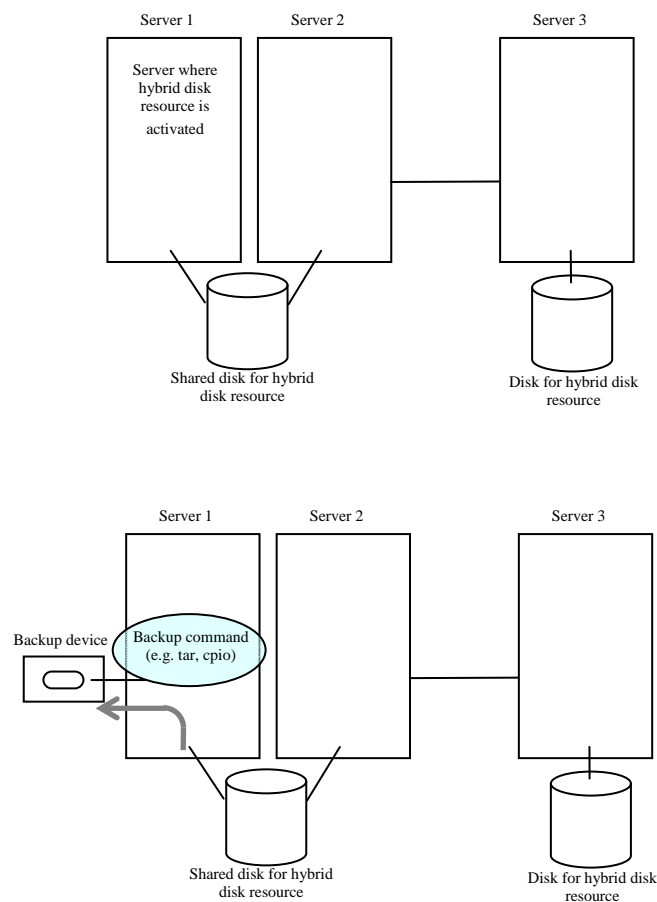 Server 1
Server 2
Server 3
Server where
hybrid disk
resource is
activated
Shared disk for hybrid
disk resource
Disk for hybrid disk
resource
Server 1
Server 2
Server 3
Backup device
Backup command
(e.g. tar, cpio)
Shared disk for hybrid
disk resource
Disk for hybrid disk
resource